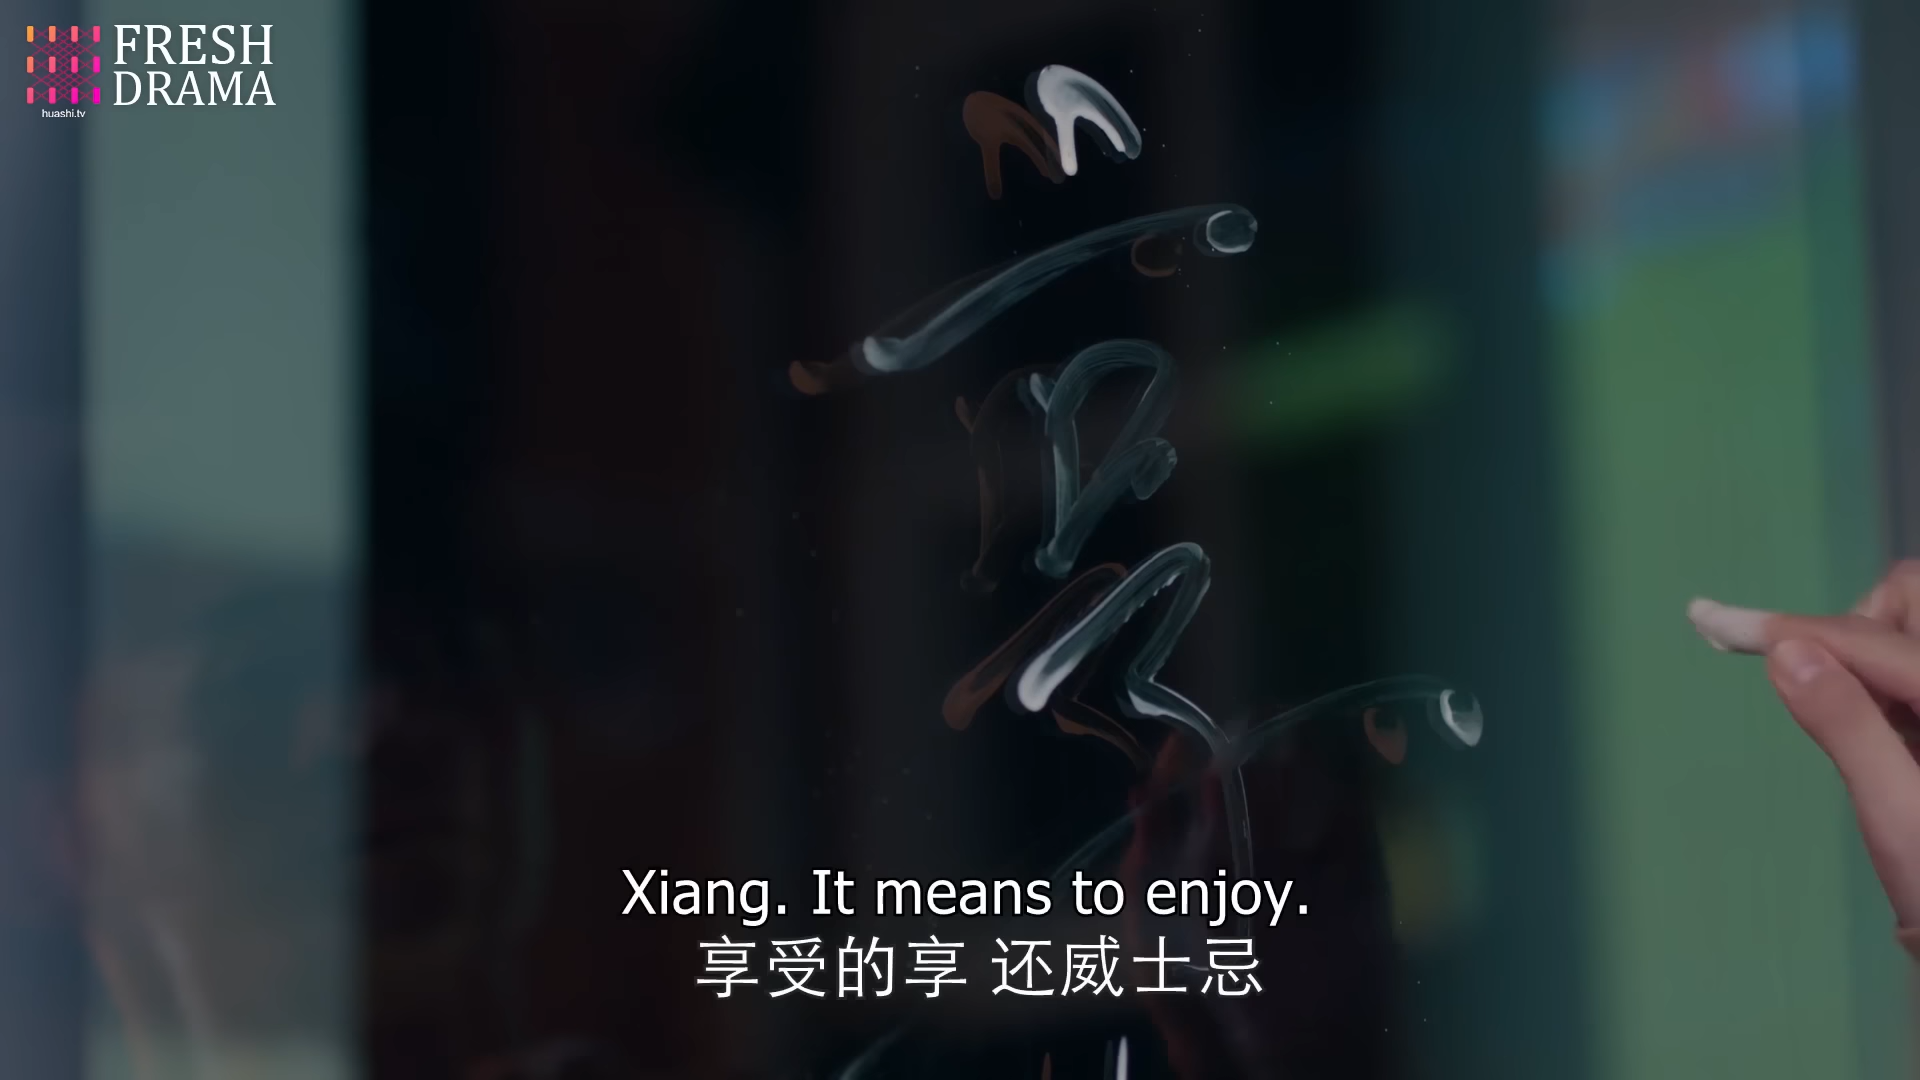 FRESH
DRAMA
huashi.tv
享
Xiang. It means to enjoy.
享受的享 还威士忌